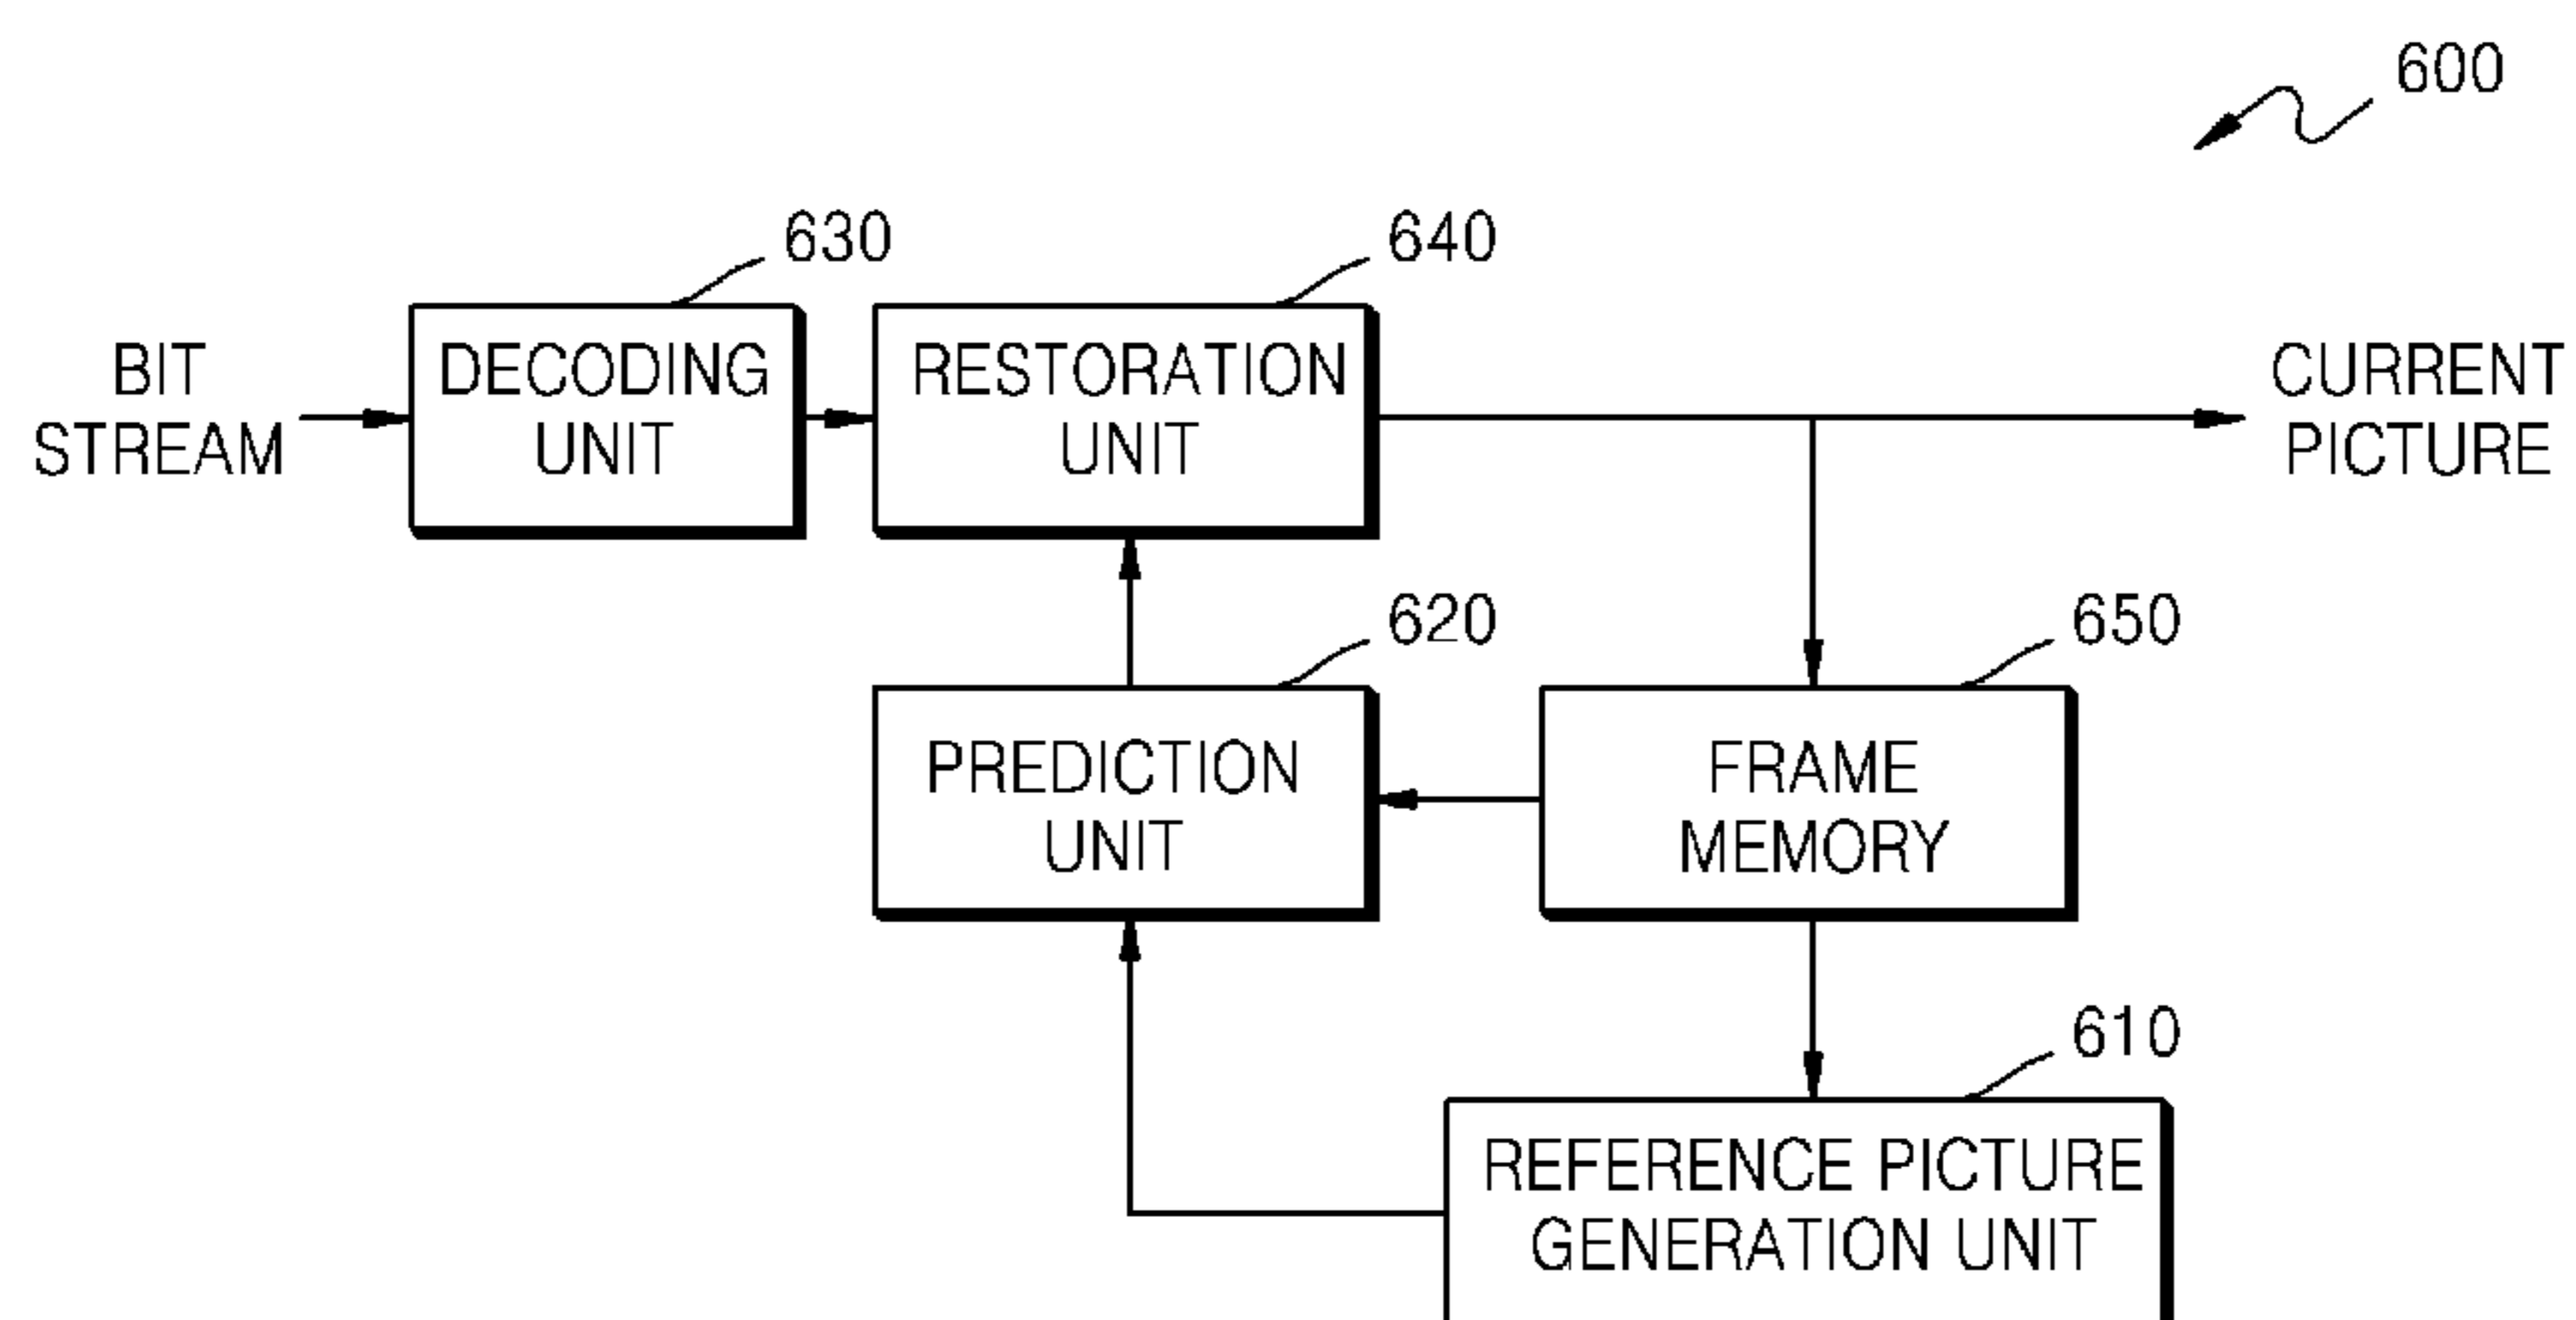 600
630
640
BIT
STREAM
DECODING
UNIT
RESTORATION
UNIT
CURRENT
PICTURE
620
650
PREDICTION
UNIT
FRAME
MEMORY
610
REFERENCE PICTURE
GENERATION UNIT